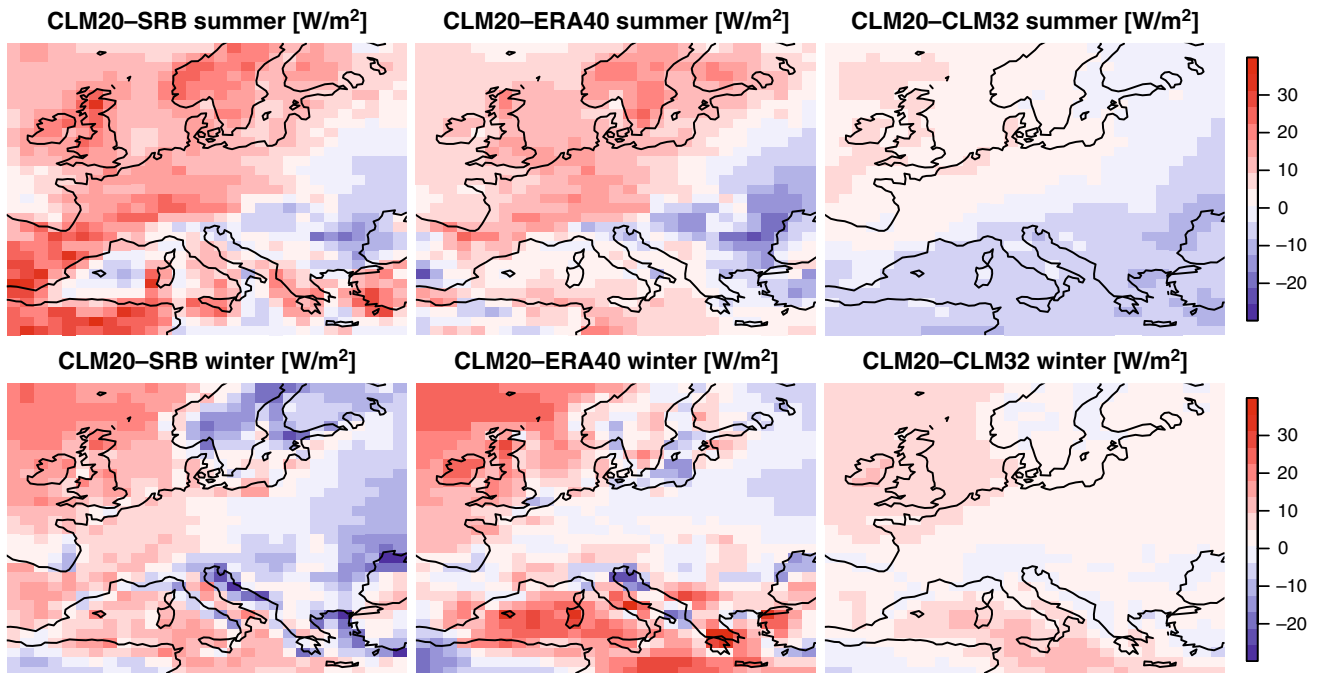 CLM20–SRB summer [W/m²]
CLM20–ERA40 summer [W/m²]
CLM20–CLM32 summer [W/m²]
30
20
10
0
−10
−20
CLM20–SRB winter [W/m²]
CLM20–ERA40 winter [W/m²]
CLM20–CLM32 winter [W/m²]
30
20
10
0
−10
−20